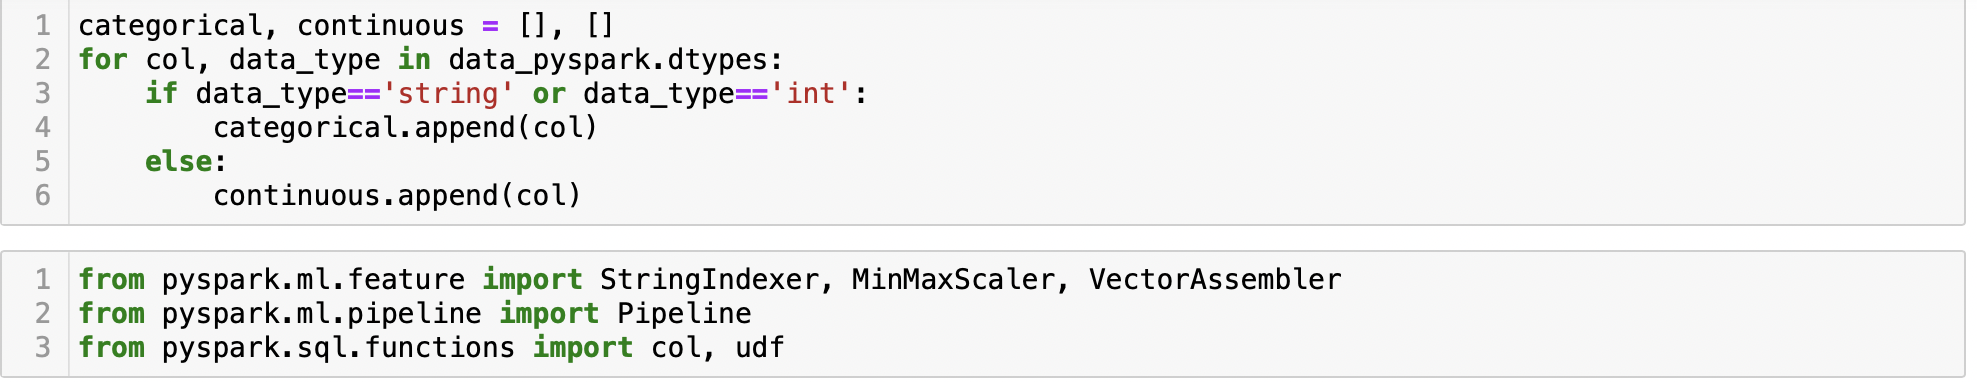 1 categorical, continuous = [], []
2 for col, data_type in data_pyspark.dtypes:
3     if data_type=='string' or data_type=='int':
4         categorical.append(col)
5     else:
6         continuous.append(col)
1 from pyspark.ml.feature import StringIndexer, MinMaxScaler, VectorAssembler
2 from pyspark.ml.pipeline import Pipeline
3 from pyspark.sql.functions import col, udf